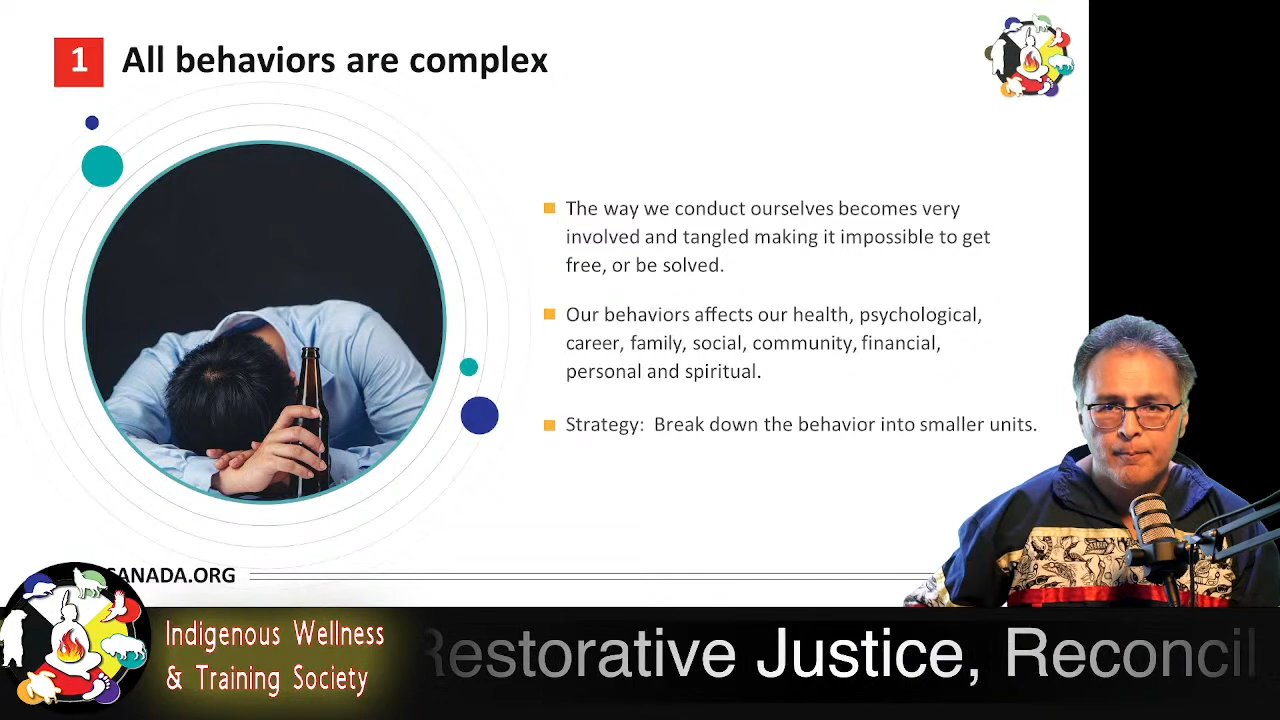 1 All behaviors are complex
The way we conduct ourselves becomes very
involved and tangled making it impossible to get
free, or be solved.
Our behaviors affects our health, psychological,
career, family, social, community, financial,
personal and spiritual.
Strategy: Break down the behavior into smaller units.
CANADA.ORG
Indigenous Wellness
& Training Society
Restorative Justice, Reconcil